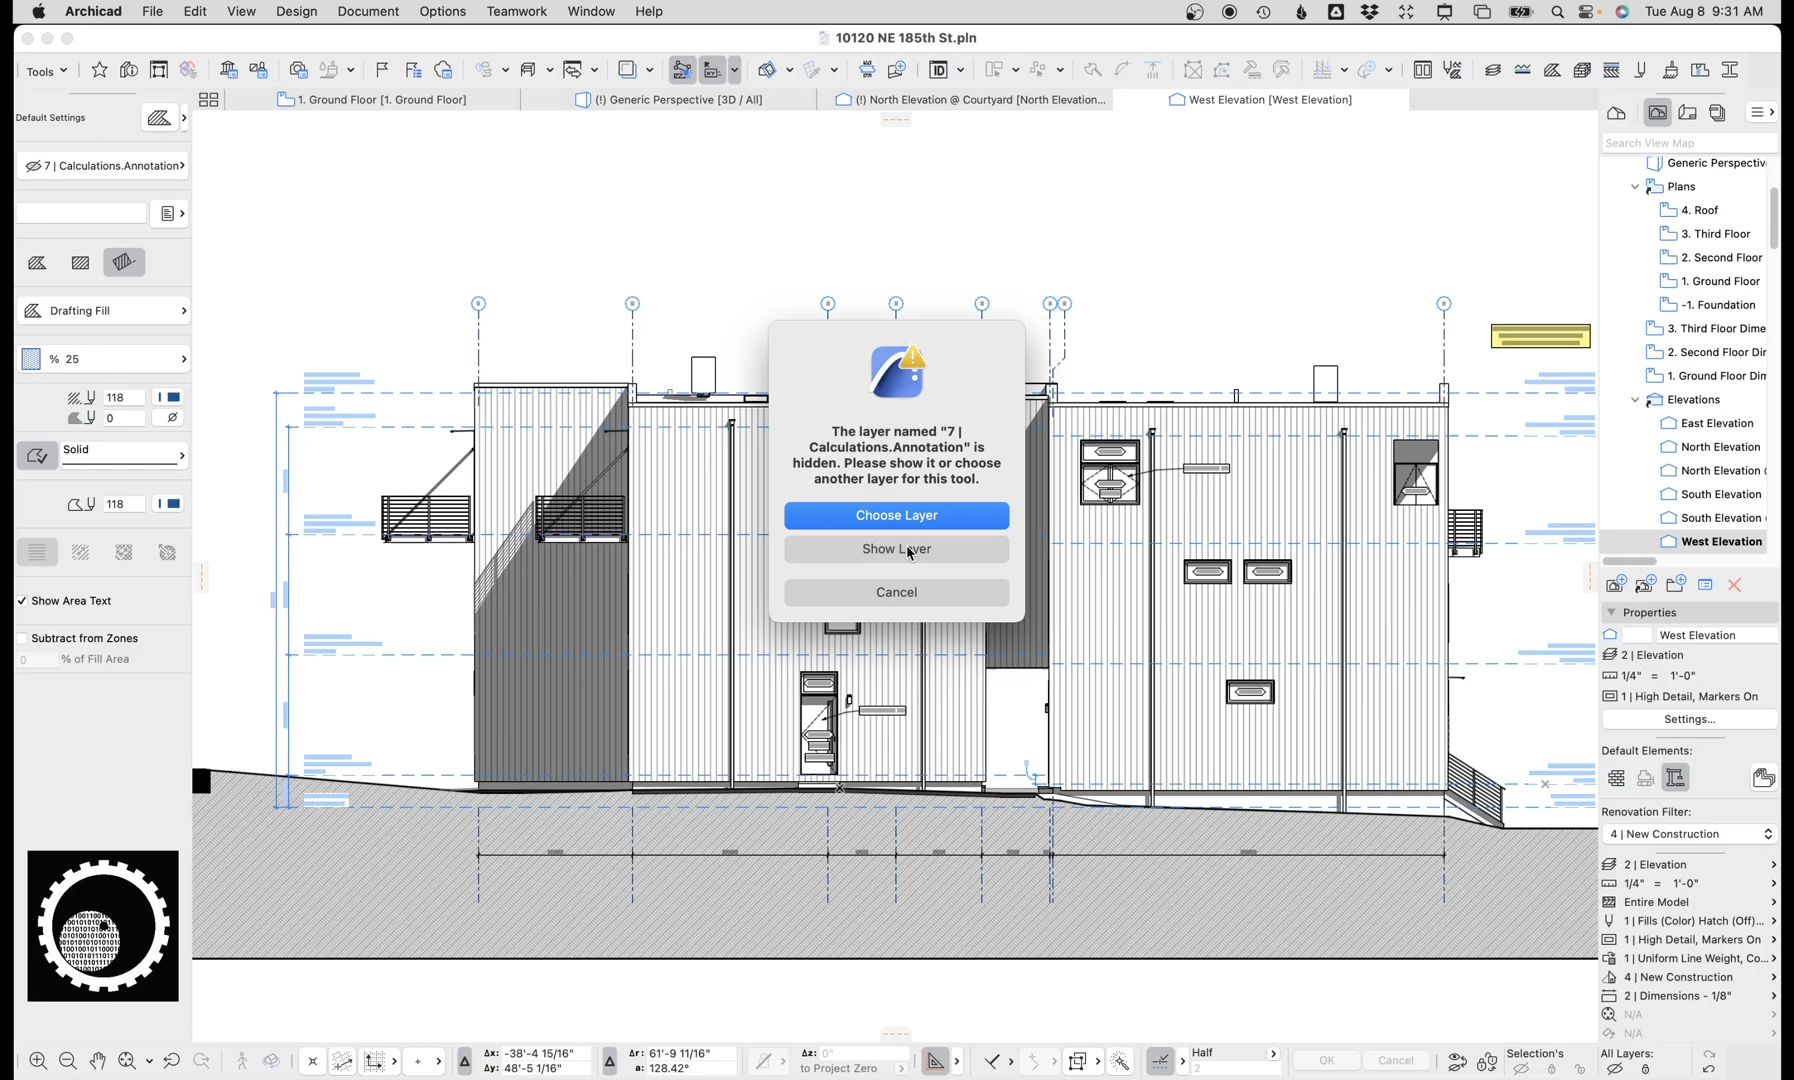 Archicad File Edit View Design Document Options Teamwork Window Help Tue Aug 8 9:31 AM
10120 NE 185th St.pln
Tools
1. Ground Floor [1. Ground Floor] (!) Generic Perspective [3D / All] (!) North Elevation @ Courtyard [North Elevation... West Elevation [West Elevation]
Default Settings
7 | Calculations.Annotation
Drafting Fill
% 25
118
0
Solid
118
Show Area Text
Subtract from Zones
0 % of Fill Area
The layer named "7 |
Calculations.Annotation" is
hidden. Please show it or choose
another layer for this tool.
Choose Layer
Show Layer
Cancel
Search View Map
Generic Perspectiv
Plans
4. Roof
3. Third Floor
2. Second Floor
1. Ground Floor
-1. Foundation
3. Third Floor Dime
2. Second Floor Dir
1. Ground Floor Dim
Elevations
East Elevation
North Elevation
North Elevation (
South Elevation
South Elevation
West Elevation
Properties
West Elevation
2 | Elevation
1/4" = 1'-0"
1 | High Detail, Markers On
Settings...
Default Elements:
Renovation Filter:
4 | New Construction
2 | Elevation
1/4" = 1'-0"
Entire Model
1 | Fills (Color) Hatch (Off)...
1 | High Detail, Markers On
1 | Uniform Line Weight, Co...
4 | New Construction
2 | Dimensions - 1/8"
N/A
N/A
Δx: -38'-4 15/16"
Δy: 48'-5 1/16"
Δr: 61'-9 11/16"
a: 128.42°
Δz: 0"
to Project Zero
Half
2
OK
Cancel
Selection's
All Layers: